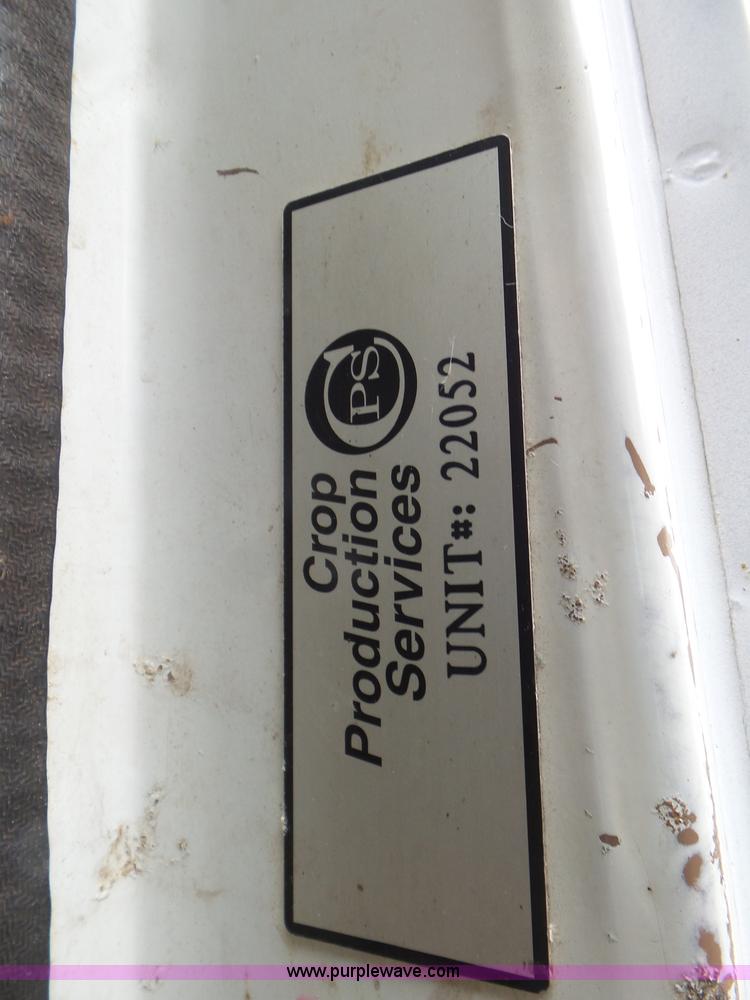 Crop
Production
Services
CPS
UNIT#: 22052
www.purplewave.com